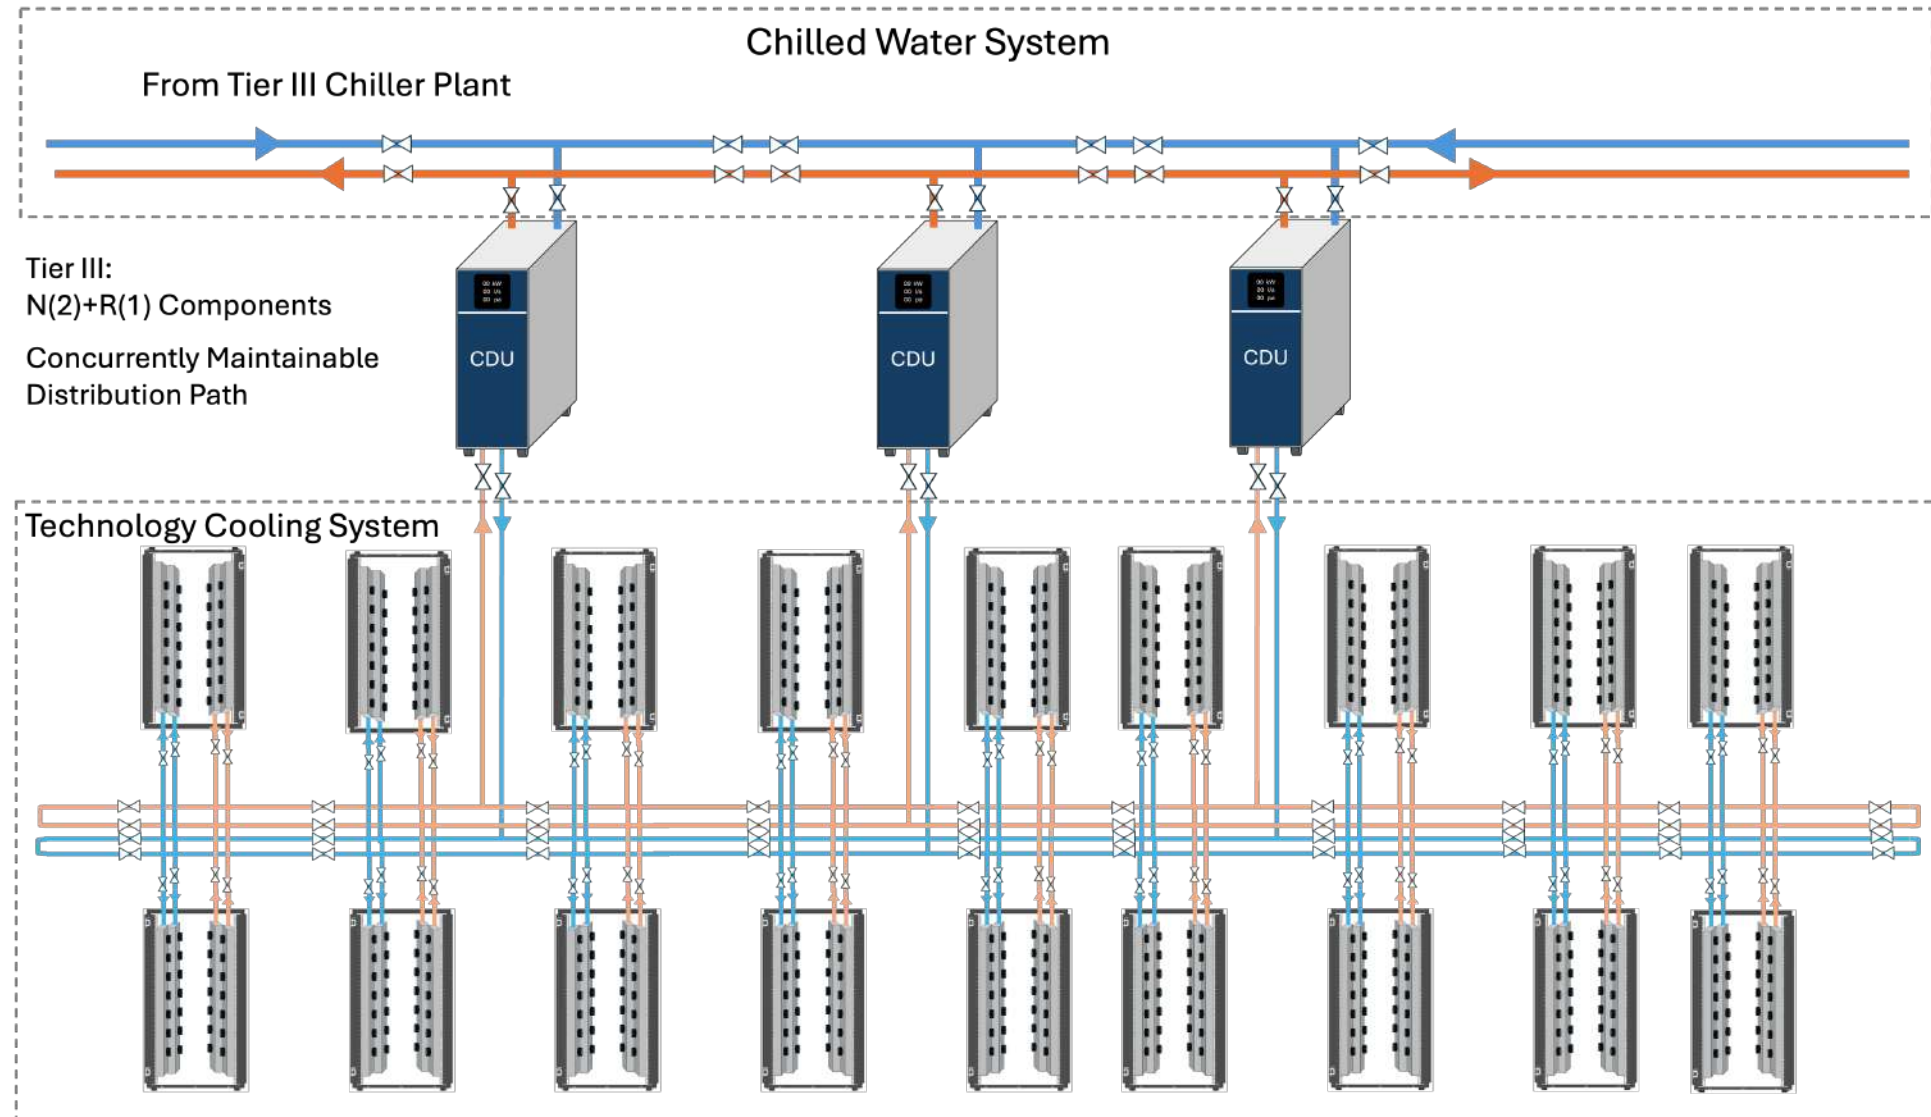 Chilled Water System
From Tier III Chiller Plant
Tier III:
N(2)+R(1) Components
Concurrently Maintainable
Distribution Path
CDU
CDU
CDU
Technology Cooling System